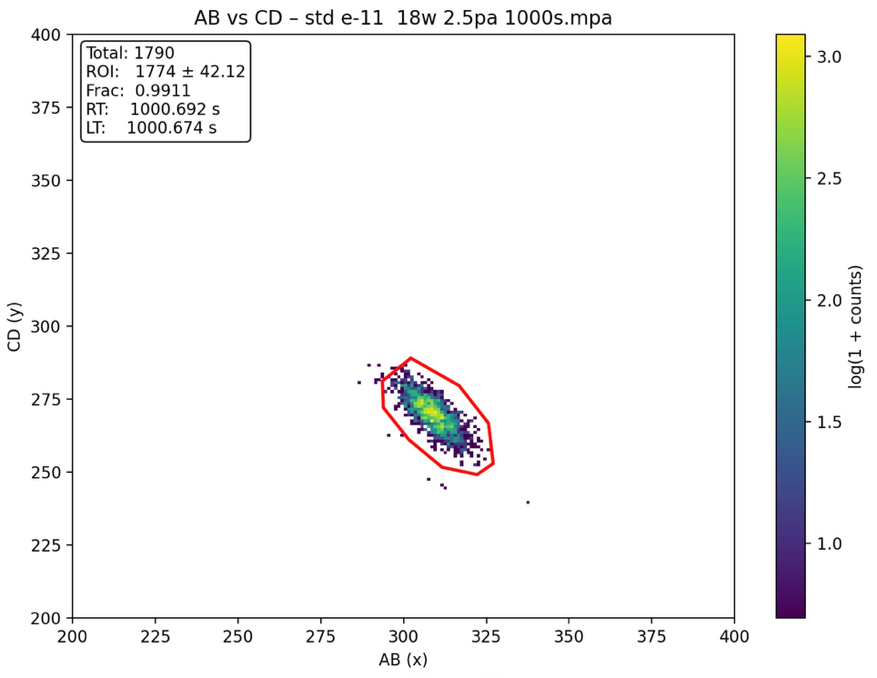 AB vs CD – std e-11  18w 2.5pa 1000s.mpa
Total: 1790
ROI:   1774 ± 42.12
Frac:  0.9911
RT:    1000.692 s
LT:    1000.674 s
400
375
350
325
300
275
250
225
200
CD (y)
200 225 250 275 300 325 350 375 400
AB (x)
3.0
2.5
2.0
1.5
1.0
log(1 + counts)